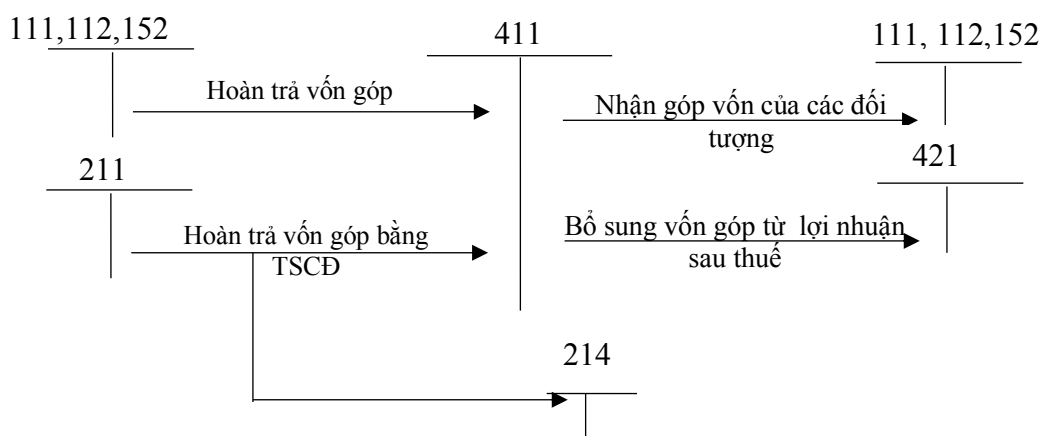 111,112,152
411
111, 112,152
Hoàn trả vốn góp
Nhận góp vốn của các đối
tượng
211
421
Hoàn trả vốn góp bằng
TSCĐ
Bổ sung vốn góp từ lợi nhuận
sau thuế
214